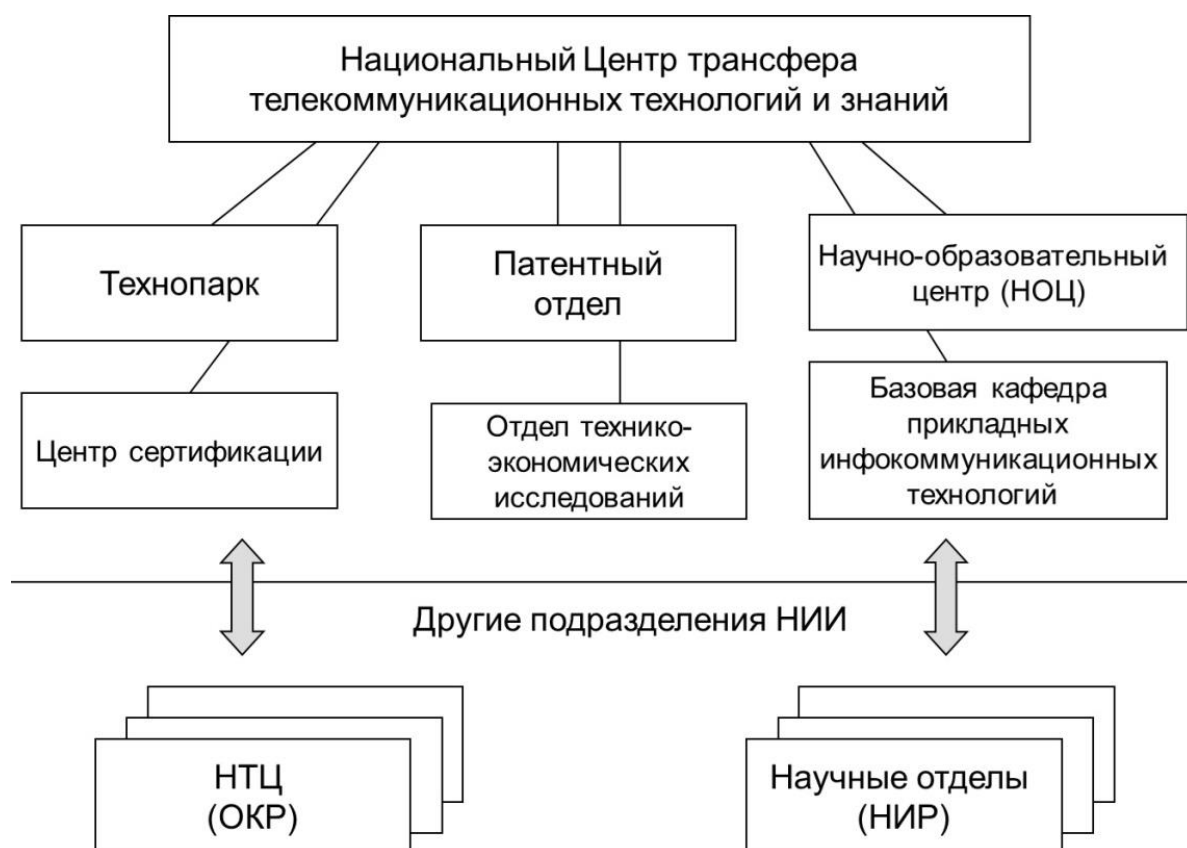 Национальный Центр трансфера
телекоммуникационных технологий и знаний
Технопарк
Патентный
отдел
Научно-образовательный
центр (НОЦ)
Центр сертификации
Отдел технико-
экономических
исследований
Базовая кафедра
прикладных
инфокоммуникационных
технологий
Другие подразделения НИИ
НТЦ
(ОКР)
Научные отделы
(НИР)